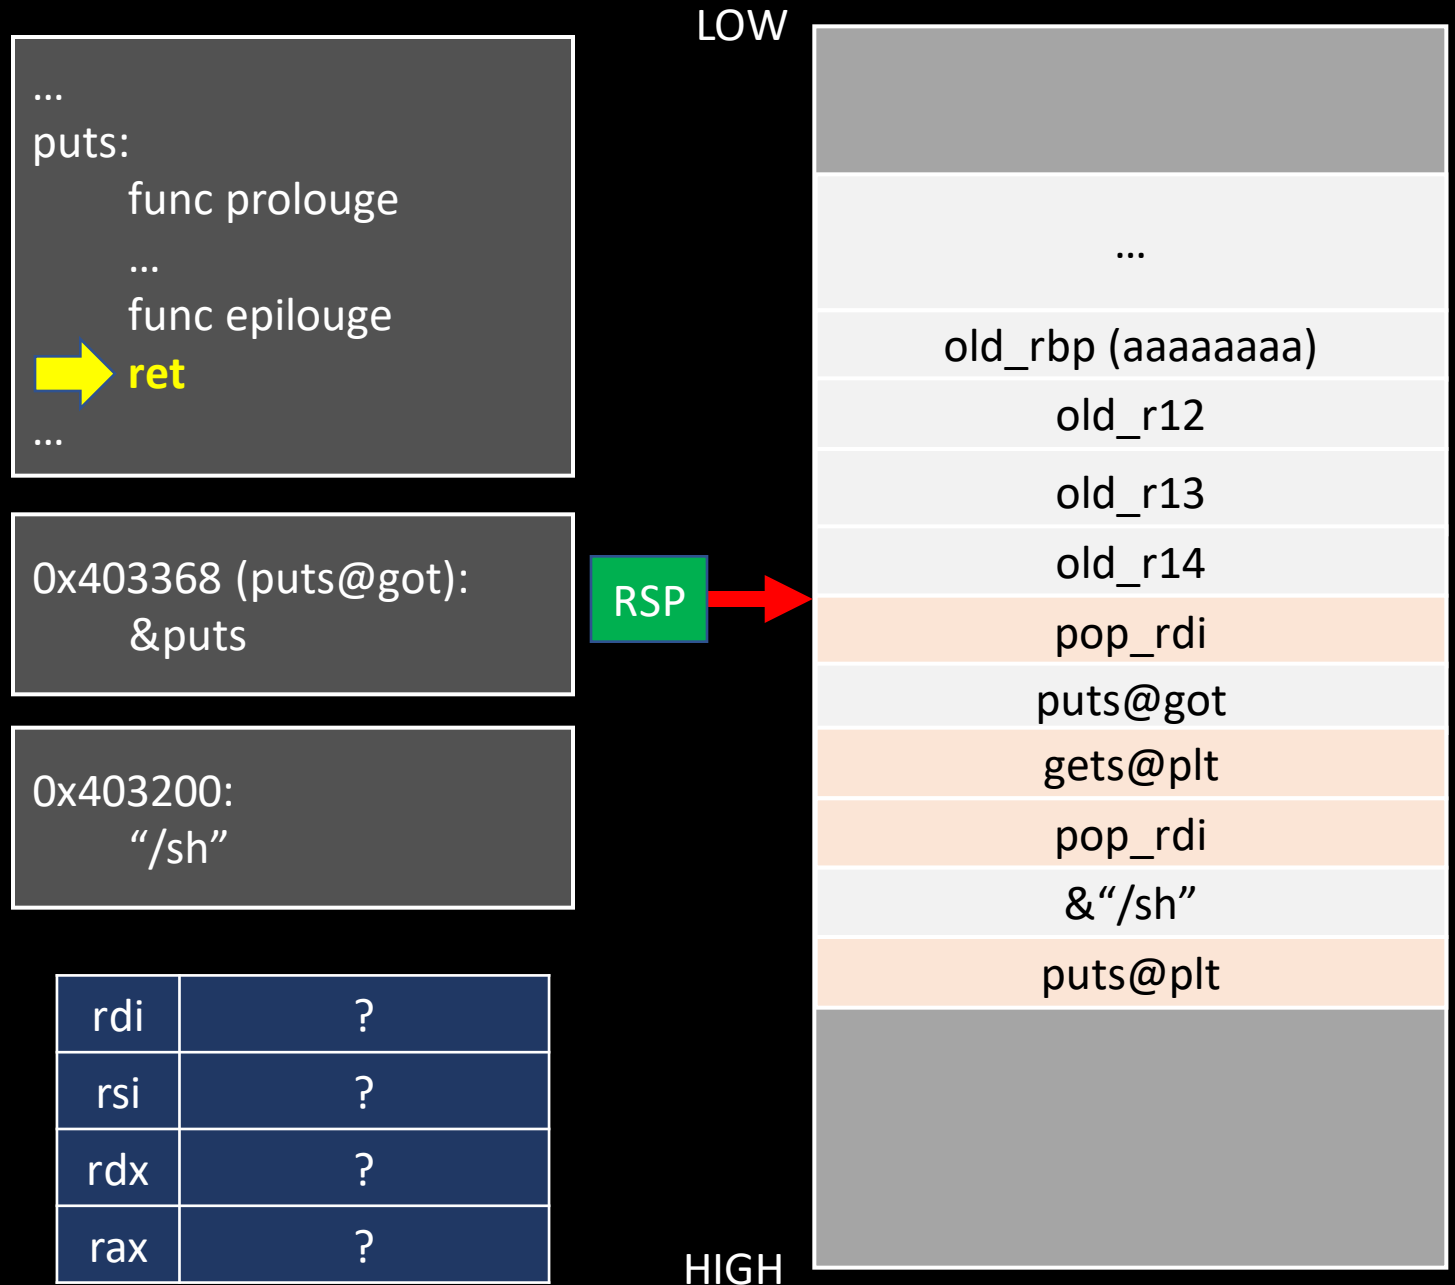 LOW
…
puts:
func prolouge
…
func epilouge
ret
…
0x403368 (puts@got):
&puts
0x403200:
“/sh”
rdi ?
rsi ?
rdx ?
rax ?
RSP
…
old_rbp (aaaaaaaa)
old_r12
old_r13
old_r14
pop_rdi
puts@got
gets@plt
pop_rdi
&“/sh”
puts@plt
HIGH